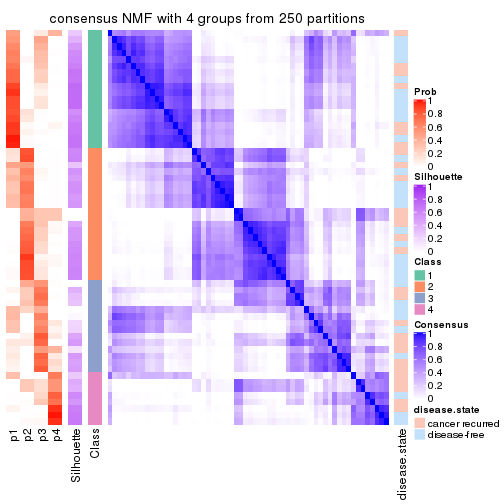 consensus NMF with 4 groups from 250 partitions
Prob
1
0.8
0.6
0.4
0.2
0
Silhouette
1
0.8
0.6
0.4
0.2
0
Class
1
2
3
4
Consensus
1
0.8
0.6
0.4
0.2
0
disease.state
cancer recurred
disease-free
p1
p2
p3
p4
Silhouette
Class
disease.state